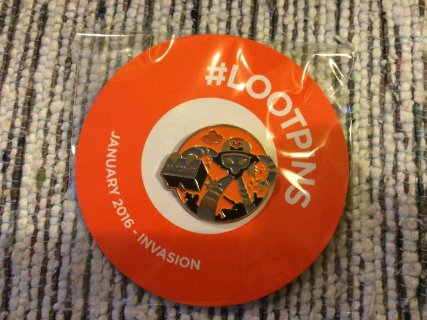 #LOOTPINS
JANUARY 2016 - INVASION